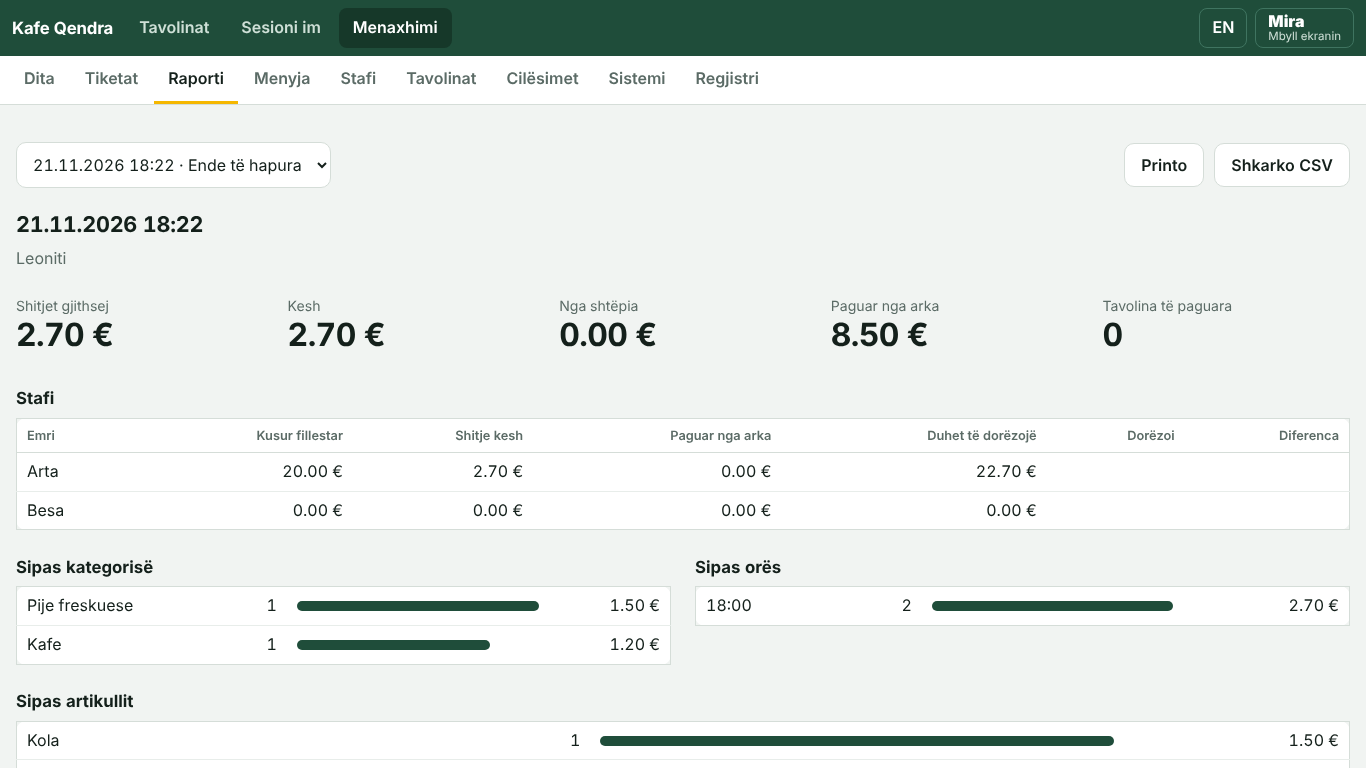 Kafe Qendra Tavolinat Sesioni im Menaxhimi EN Mira
Mbyll ekranin
Dita Tiketat Raporti Menyja Stafi Tavolinat Cilësimet Sistemi Regjistri
21.11.2026 18:22 · Ende të hapura Printo Shkarko CSV
21.11.2026 18:22
Leoniti
Shitjet gjithsej Kesh Nga shtëpia Paguar nga arka Tavolina të paguara
2.70 € 2.70 € 0.00 € 8.50 € 0
Stafi
Emri Kusur fillestar Shitje kesh Paguar nga arka Duhet të dorëzojë Dorëzoi Diferenca
Arta 20.00 € 2.70 € 0.00 € 22.70 €
Besa 0.00 € 0.00 € 0.00 € 0.00 €
Sipas kategorisë Sipas orës
Pije freskuese 1 1.50 € 18:00 2 2.70 €
Kafe 1 1.20 €
Sipas artikullit
Kola 1 1.50 €